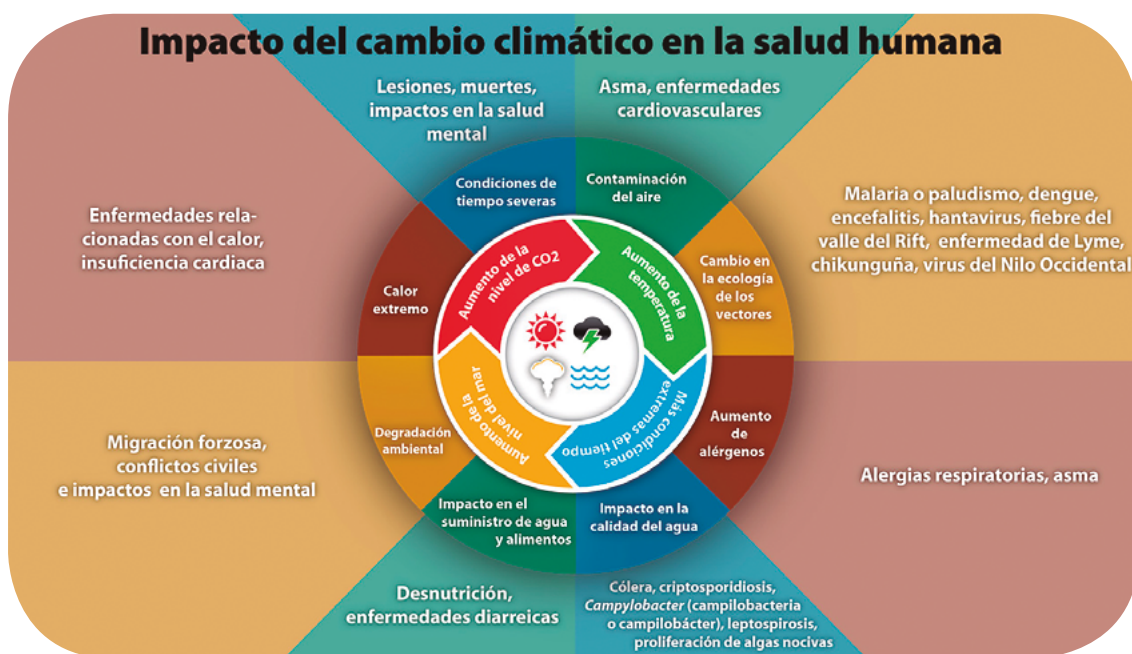 Impacto del cambio climático en la salud humana
Lesiones, muertes,
impactos en la salud
mental
Asma, enfermedades
cardiovasculares
Condiciones de
tiempo severas
Contaminación
del aire
Enfermedades rela-
cionadas con el calor,
insuficiencia cardiaca
Malaria o paludismo, dengue,
encefalitis, hantavirus, fiebre del
valle del Rift, enfermedad de Lyme,
chikunguña, virus del Nilo Occidental
Calor
extremo
Cambio en
la ecología
de los
vectores
Aumento de la
nivel de CO2
Aumento de la
temperatura
Aumento de la
nivel del mar
Más condiciones
extremas del tiempo
Degradación
ambiental
Aumento
de
alérgenos
Migración forzosa,
conflictos civiles
e impactos en la salud mental
Alergias respiratorias, asma
Impacto en el
suministro de agua
y alimentos
Impacto en la
calidad del agua
Desnutrición,
enfermedades diarreicas
Cólera, criptosporidiosis,
Campylobacter (campilobacteria
o campilobácter), leptospirosis,
proliferación de algas nocivas